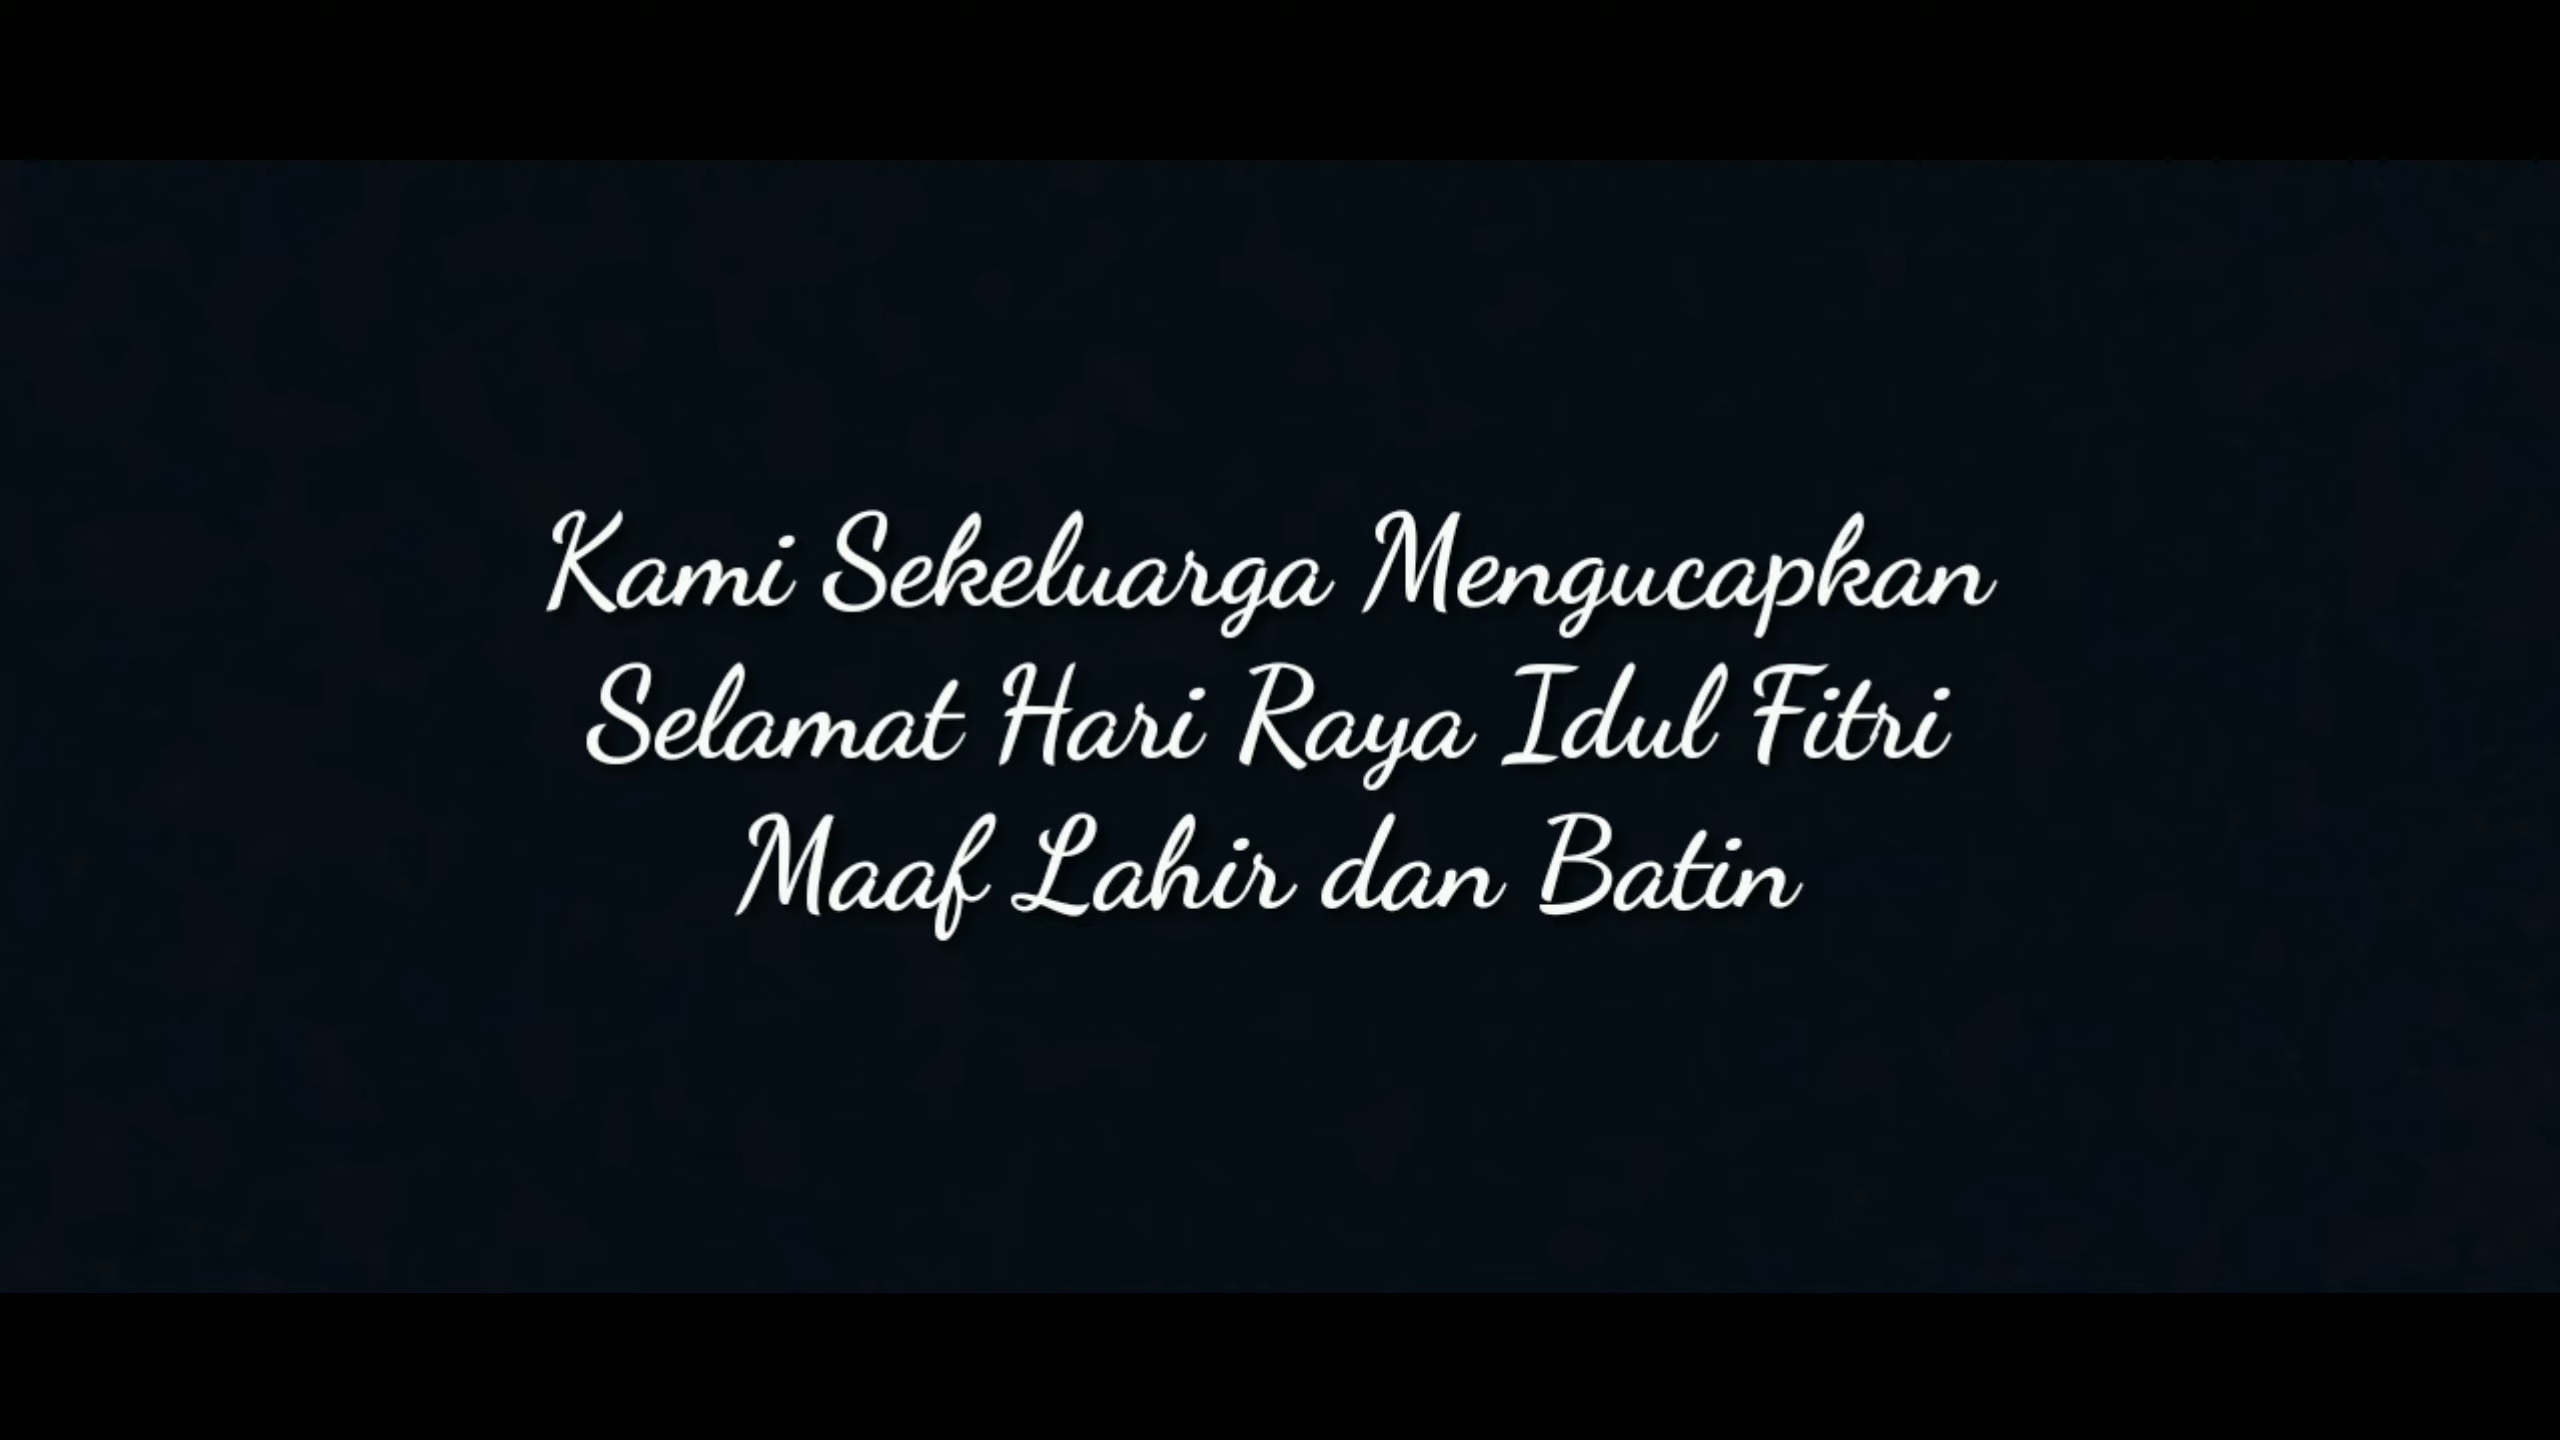 Kami Sekeluarga Mengucapkan
Selamat Hari Raya Idul Fitri
Maaf Lahir dan Batin